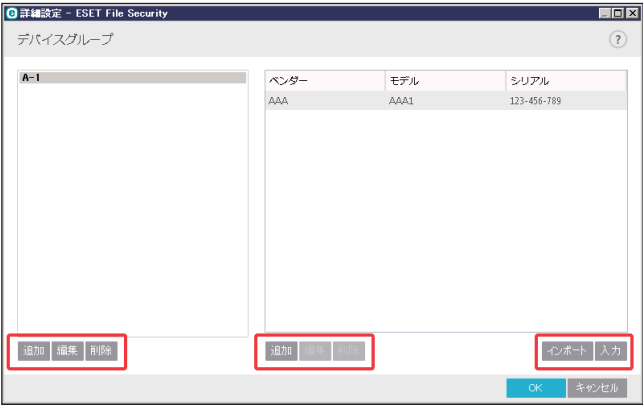 e 詳細設定 - ESET File Security
デバイスグループ ?
A-1
ベンダー モデル シリアル
AAA AAA1 123-456-789
追加 編集 削除 追加 編集 削除 インポート 入力
OK キャンセル